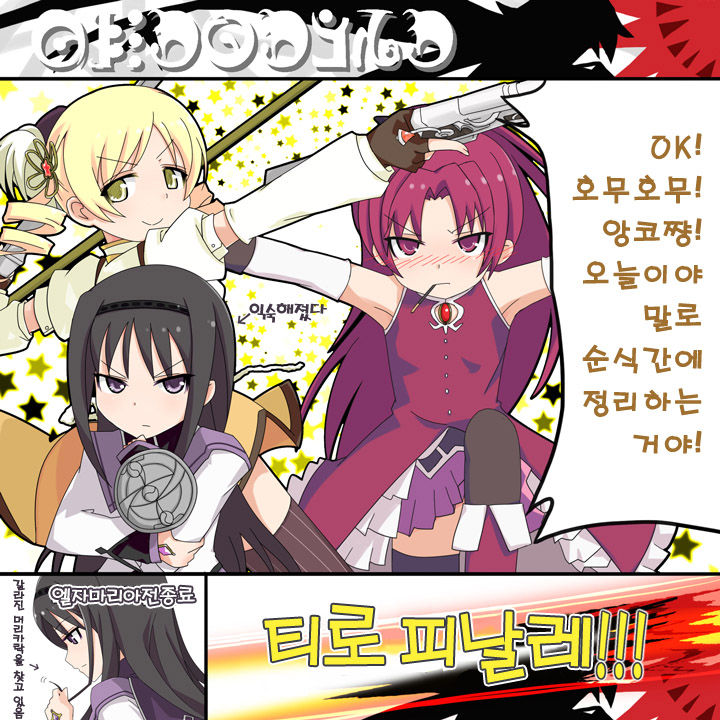 OK!
오무오무!
앙코쨩!
오늘이야
말로
순식간에
정리하는
거야!
↙익숙해졌다
엘자마리아전종료
갈라진 머리카락을 찾고 있음
티로 피날레!!!